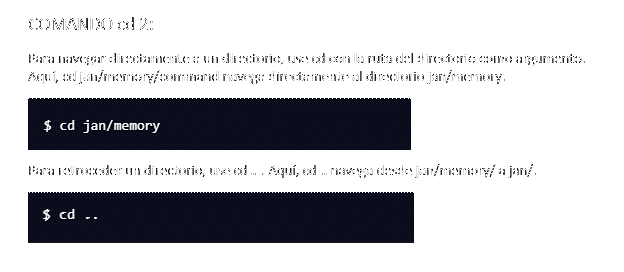 COMANDO cd 2:
Para navegar directamente a un directorio, use cd con la ruta del directorio como argumento.
Aquí, cd jan/memory/command navega directamente al directorio jan/memory.
$ cd jan/memory
Para retroceder un directorio, use cd .. . Aquí, cd .. navega desde jan/memory/ a jan/.
$ cd ..